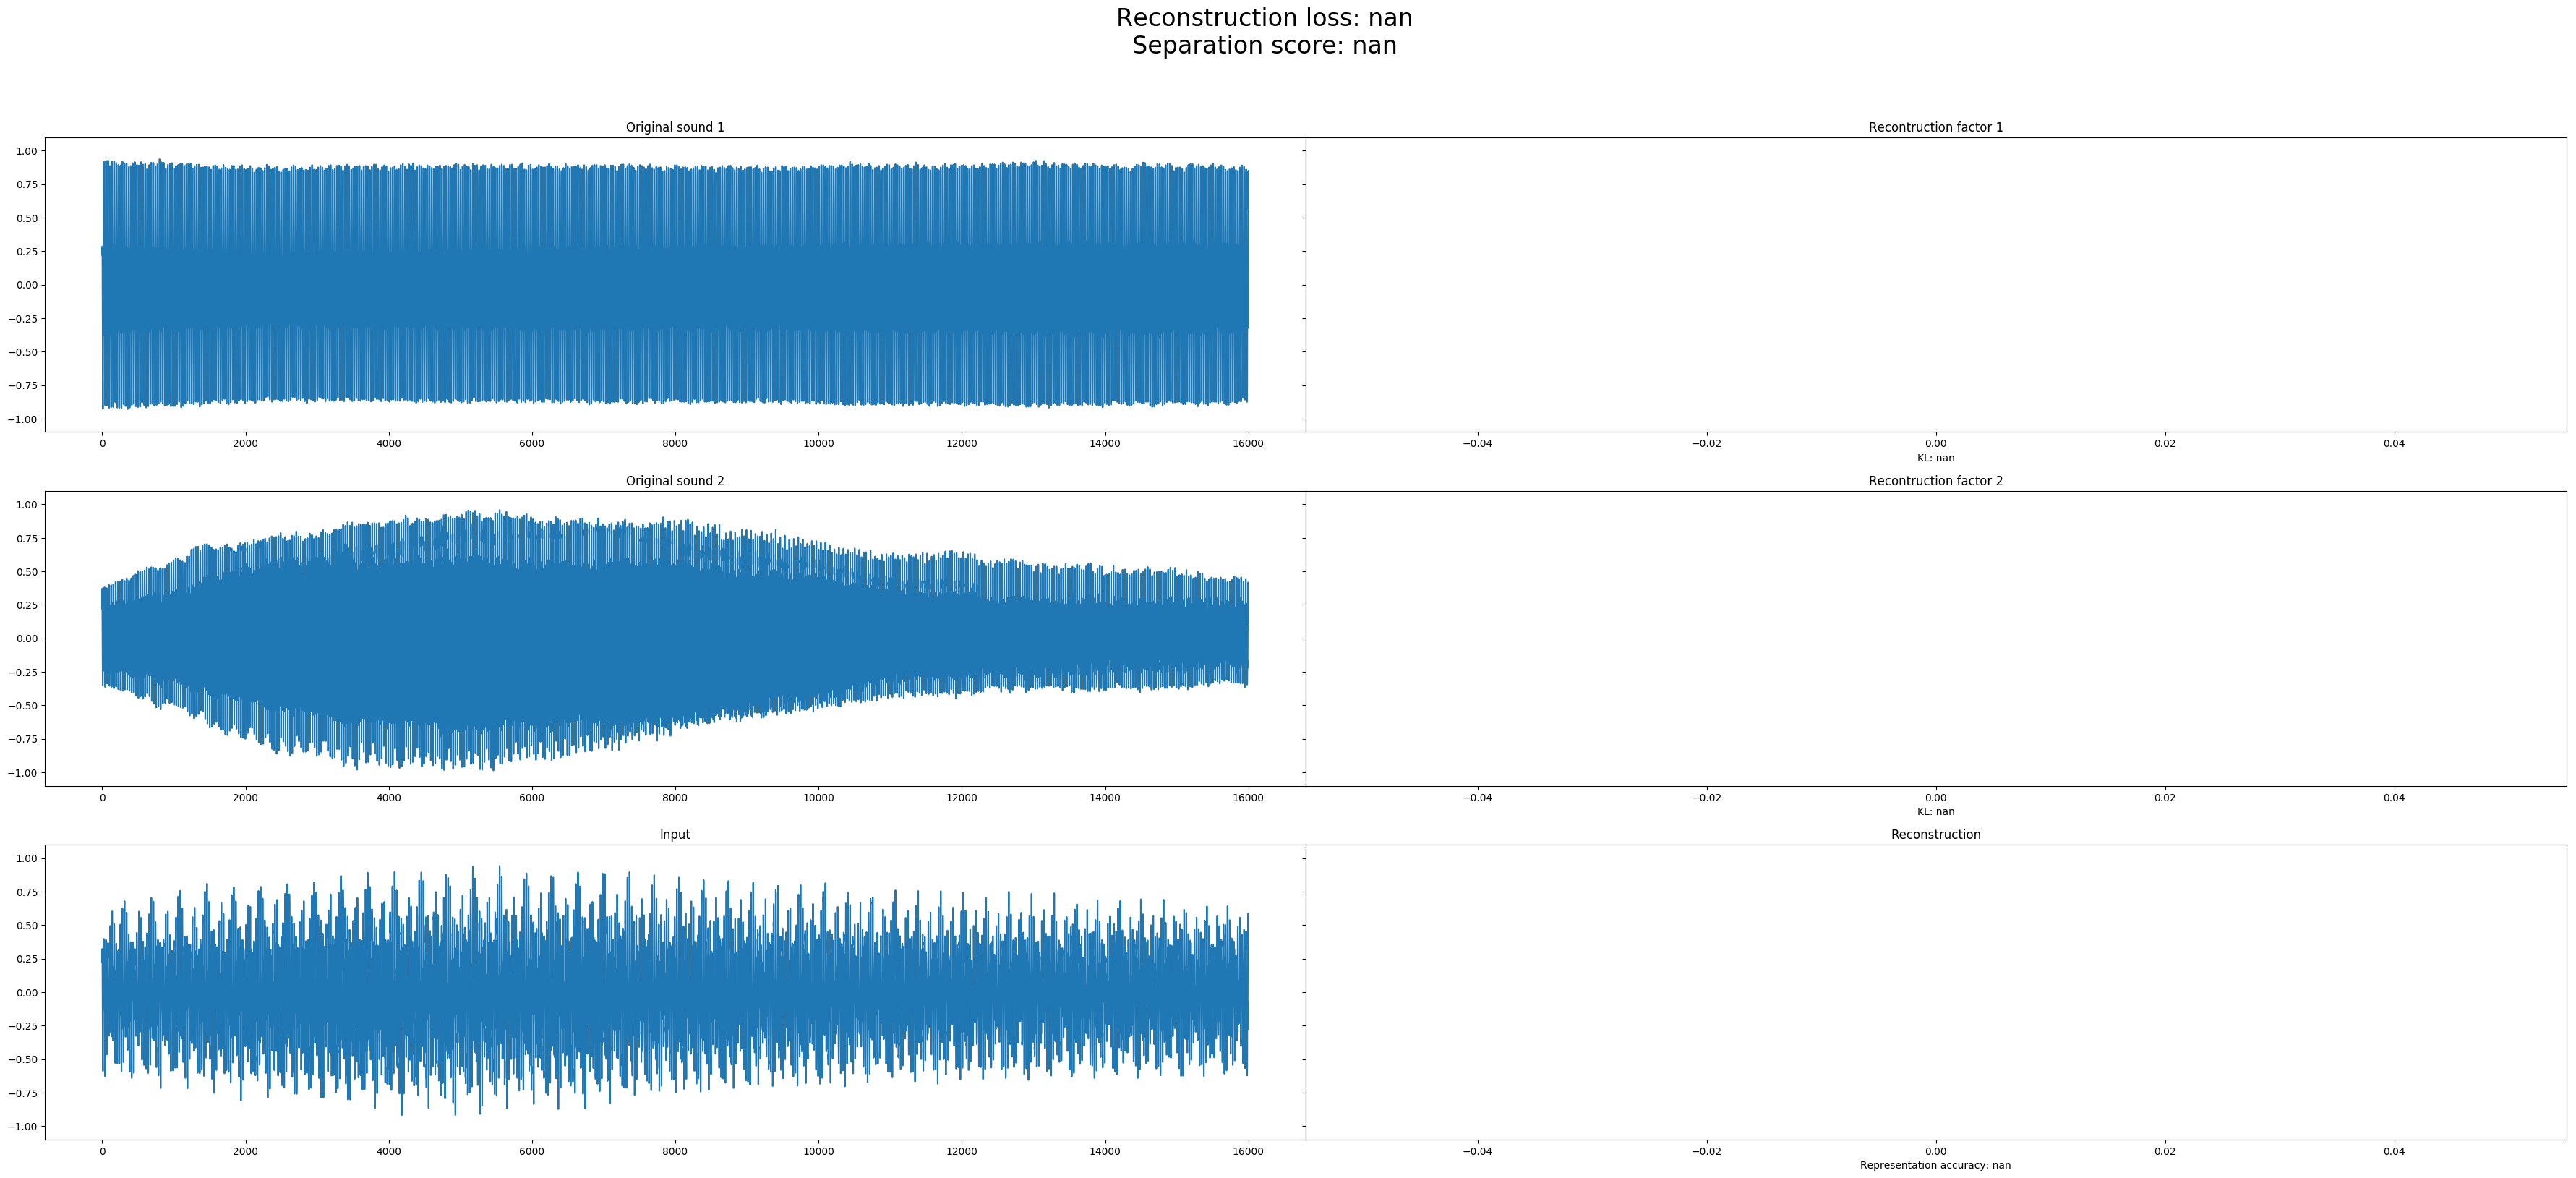 Reconstruction loss: nan
Separation score: nan
Original sound 1
Recontruction factor 1
1.00
0.75
0.50
0.25
0.00
−0.25
−0.50
−0.75
−1.00
0 2000 4000 6000 8000 10000 12000 14000 16000
−0.04 −0.02 0.00 0.02 0.04
KL: nan
Original sound 2
Recontruction factor 2
1.00
0.75
0.50
0.25
0.00
−0.25
−0.50
−0.75
−1.00
0 2000 4000 6000 8000 10000 12000 14000 16000
−0.04 −0.02 0.00 0.02 0.04
KL: nan
Input
Reconstruction
1.00
0.75
0.50
0.25
0.00
−0.25
−0.50
−0.75
−1.00
0 2000 4000 6000 8000 10000 12000 14000 16000
−0.04 −0.02 0.00 0.02 0.04
Representation accuracy: nan